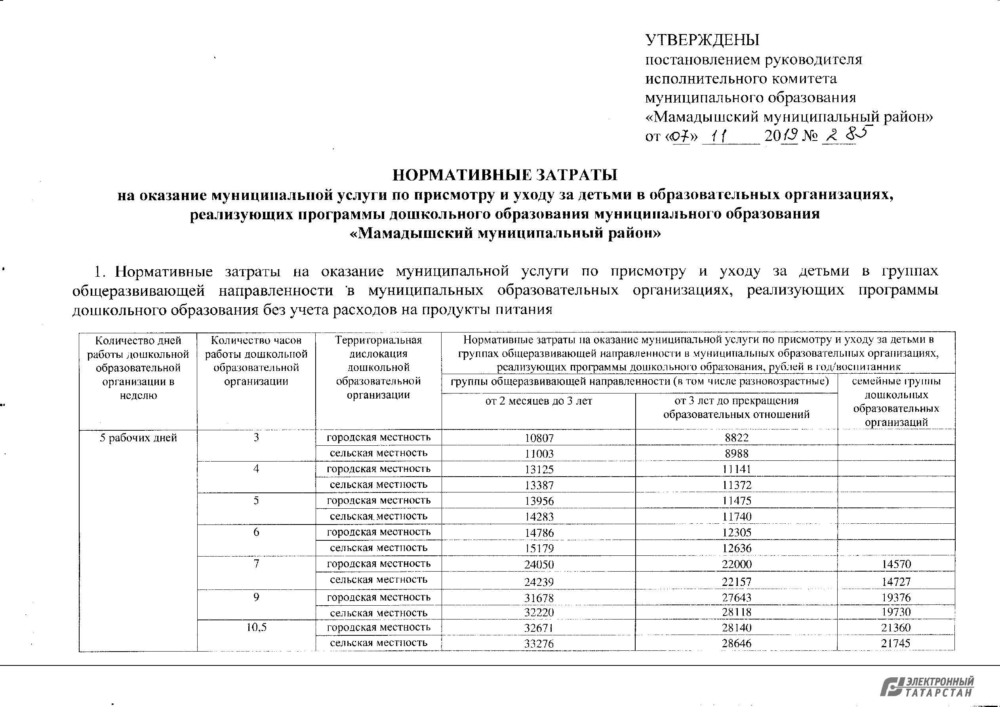 УТВЕРЖДЕНЫ
постановлением руководителя
исполнительного комитета
муниципального образования
«Мамадышский муниципальный район»
от «07» 11 2019 № 285
НОРМАТИВНЫЕ ЗАТРАТЫ
на оказание муниципальной услуги по присмотру и уходу за детьми в образовательных организациях,
реализующих программы дошкольного образования муниципального образования
«Мамадышский муниципальный район»
1. Нормативные затраты на оказание муниципальной услуги по присмотру и уходу за детьми в группах
общеразвивающей направленности в муниципальных образовательных организациях, реализующих программы
дошкольного образования без учета расходов на продукты питания
Количество дней
работы дошкольной
образовательной
организации в
неделю
Количество часов
работы дошкольной
образовательной
организации
Территориальная
дислокация
дошкольной
образовательной
организации
Нормативные затраты на оказание муниципальной услуги по присмотру и уходу за детьми в
группах общеразвивающей направленности в муниципальных образовательных организациях,
реализующих программы дошкольного образования, рублей в год/воспитанник
группы общеразвивающей направленности (в том числе разновозрастные)
семейные группы
дошкольных
образовательных
организаций
от 2 месяцев до 3 лет
от 3 лет до прекращения
образовательных отношений
5 рабочих дней 3 городская местность 10807 8822
сельская местность 11003 8988
4 городская местность 13125 11141
сельская местность 13387 11372
5 городская местность 13956 11475
сельская местность 14283 11740
6 городская местность 14786 12305
сельская местность 15179 12636
7 городская местность 24050 22000 14570
сельская местность 24239 22157 14727
9 городская местность 31678 27643 19376
сельская местность 32220 28118 19730
10,5 городская местность 32671 28140 21360
сельская местность 33276 28646 21745
ЭЛЕКТРОННЫЙ
ТАТАРСТАН